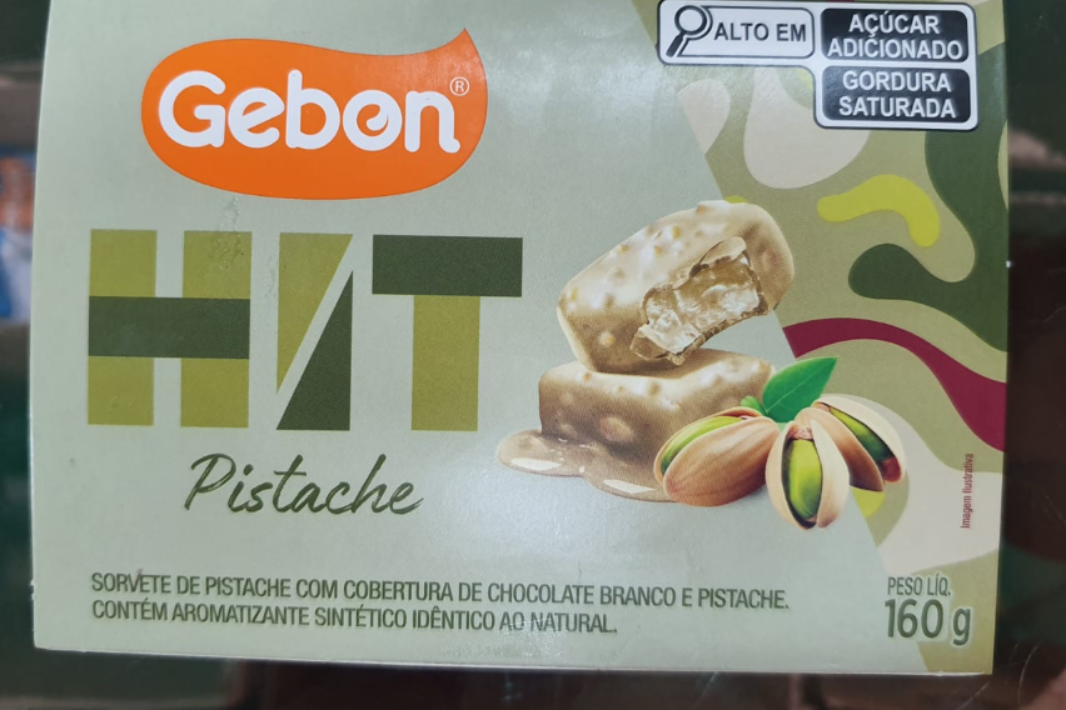 ALTO EM
AÇÚCAR
ADICIONADO
GORDURA
SATURADA
Gebon®
HIT
Pistache
Imagem Ilustrativa
SORVETE DE PISTACHE COM COBERTURA DE CHOCOLATE BRANCO E PISTACHE.
CONTÉM AROMATIZANTE SINTÉTICO IDÊNTICO AO NATURAL.
PESO LÍQ.
160 g